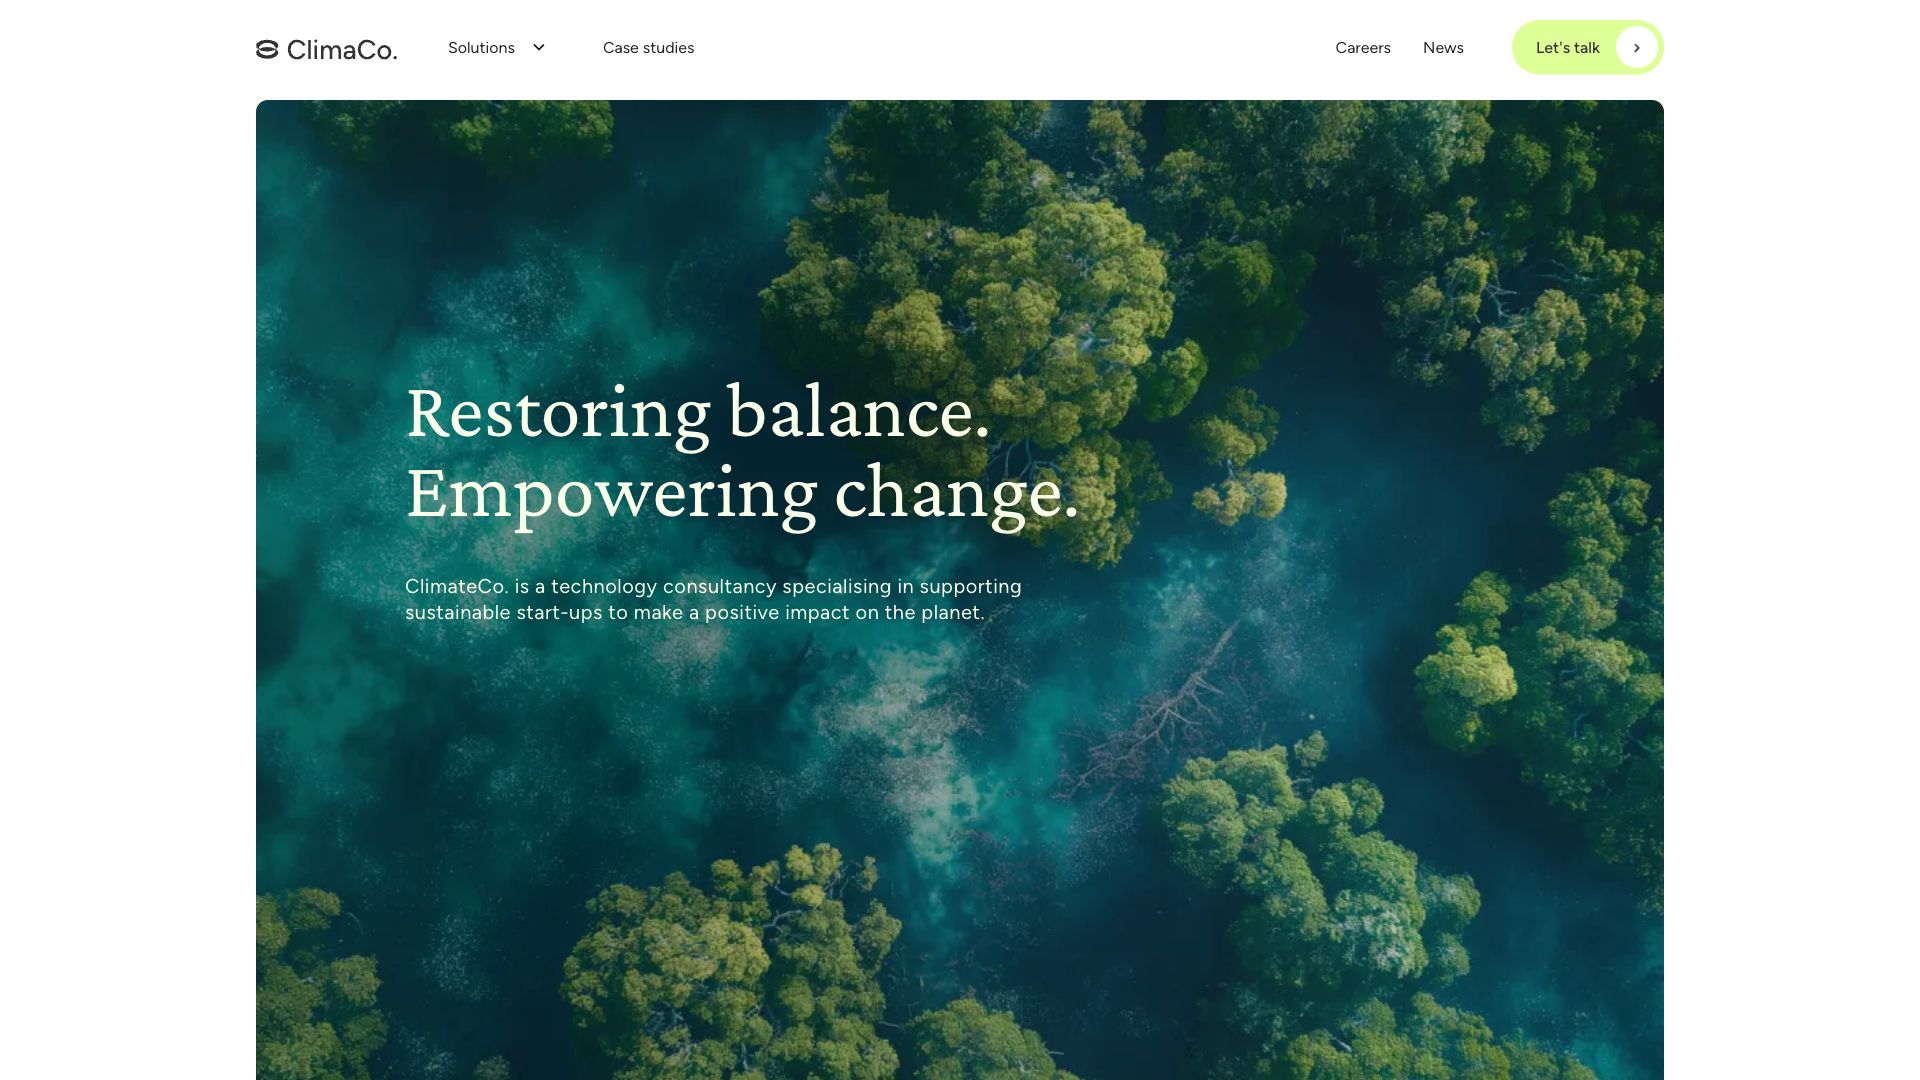 ClimaCo.
Solutions
Case studies
Careers
News
Let's talk
Restoring balance.
Empowering change.
ClimateCo. is a technology consultancy specialising in supporting
sustainable start-ups to make a positive impact on the planet.